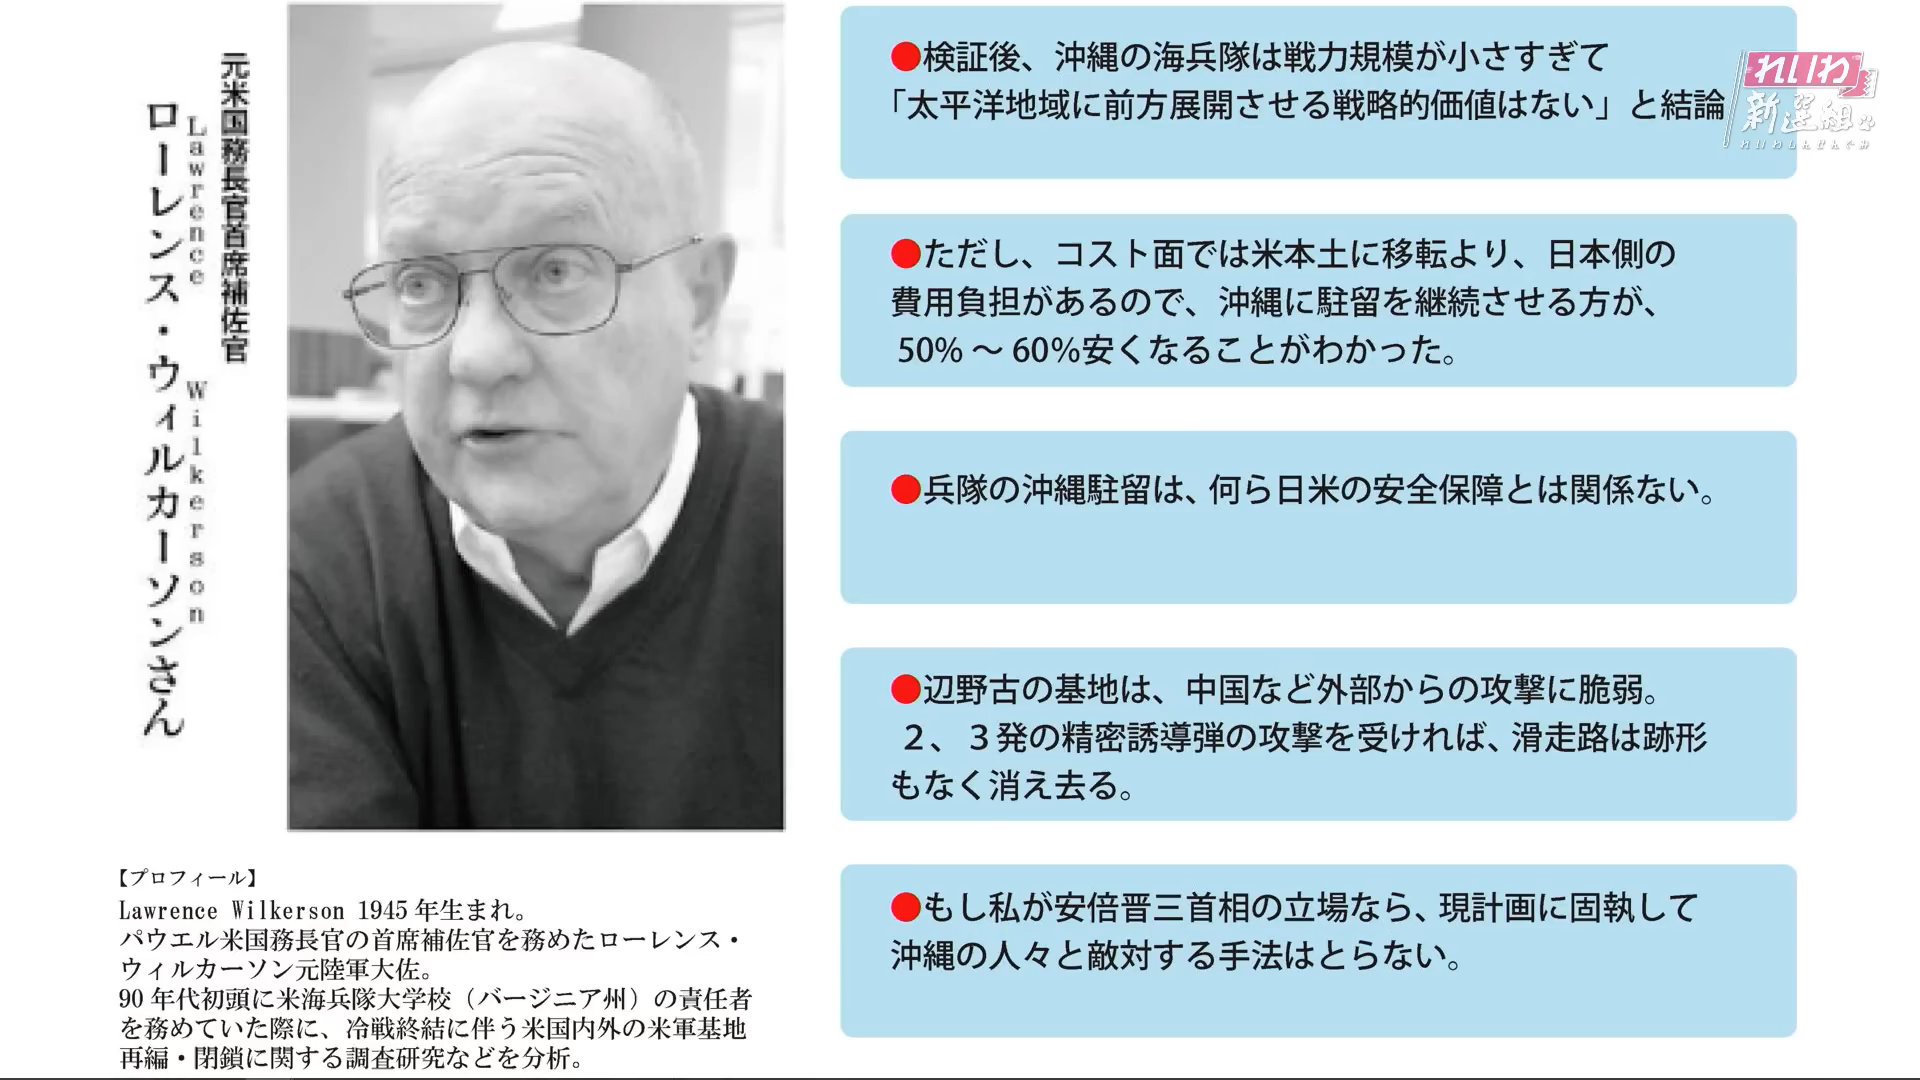 元米国務長官首席補佐官
Lawrence Wilkerson
ローレンス・ウィルカーソンさん
【プロフィール】
Lawrence Wilkerson 1945年生まれ。
パウエル米国務長官の首席補佐官を務めたローレンス・
ウィルカーソン元陸軍大佐。
90年代初頭に米海兵隊大学校（バージニア州）の責任者
を務めていた際に、冷戦終結に伴う米国内外の米軍基地
再編・閉鎖に関する調査研究などを分析。
●検証後、沖縄の海兵隊は戦力規模が小さすぎて
「太平洋地域に前方展開させる戦略的価値はない」と結論
●ただし、コスト面では米本土に移転より、日本側の
費用負担があるので、沖縄に駐留を継続させる方が、
50%～60%安くなることがわかった。
●兵隊の沖縄駐留は、何ら日米の安全保障とは関係ない。
●辺野古の基地は、中国など外部からの攻撃に脆弱。
２、３発の精密誘導弾の攻撃を受ければ、滑走路は跡形
もなく消え去る。
●もし私が安倍晋三首相の立場なら、現計画に固執して
沖縄の人々と敵対する手法はとらない。
れいわ
新選組
れいわしんせんぐみ